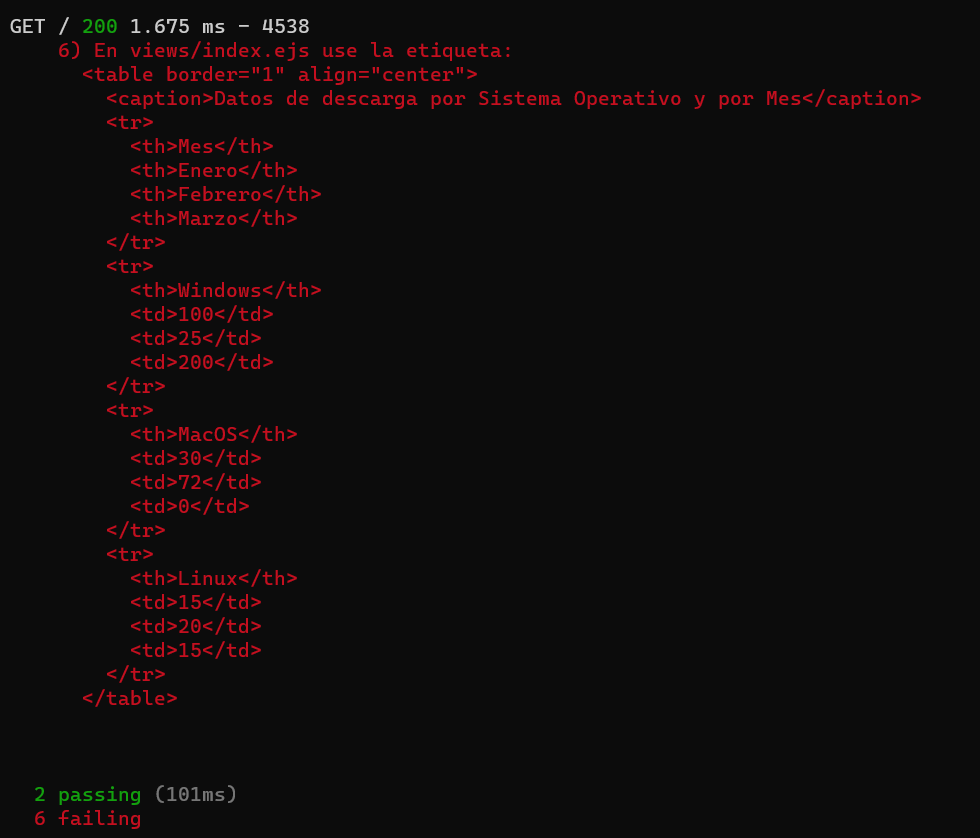 GET / 200 1.675 ms - 4538
6) En views/index.ejs use la etiqueta:
<table border="1" align="center">
<caption>Datos de descarga por Sistema Operativo y por Mes</caption>
<tr>
<th>Mes</th>
<th>Enero</th>
<th>Febrero</th>
<th>Marzo</th>
</tr>
<tr>
<th>Windows</th>
<td>100</td>
<td>25</td>
<td>200</td>
</tr>
<tr>
<th>MacOS</th>
<td>30</td>
<td>72</td>
<td>0</td>
</tr>
<tr>
<th>Linux</th>
<td>15</td>
<td>20</td>
<td>15</td>
</tr>
</table>
2 passing (101ms)
6 failing